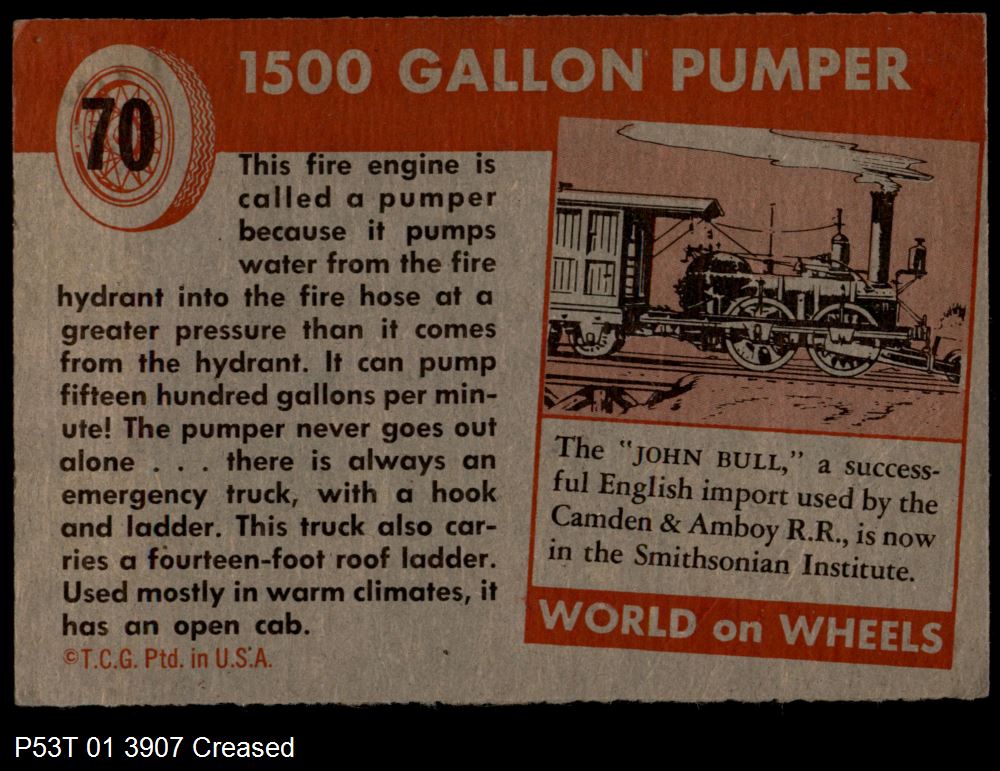 70
1500 GALLON PUMPER
This fire engine is
called a pumper
because it pumps
water from the fire
hydrant into the fire hose at a
greater pressure than it comes
from the hydrant. It can pump
fifteen hundred gallons per min-
ute! The pumper never goes out
alone . . . there is always an
emergency truck, with a hook
and ladder. This truck also car-
ries a fourteen-foot roof ladder.
Used mostly in warm climates, it
has an open cab.
©T.C.G. Ptd. in U.S.A.
The "JOHN BULL," a success-
ful English import used by the
Camden & Amboy R.R., is now
in the Smithsonian Institute.
WORLD on WHEELS
P53T 01 3907 Creased